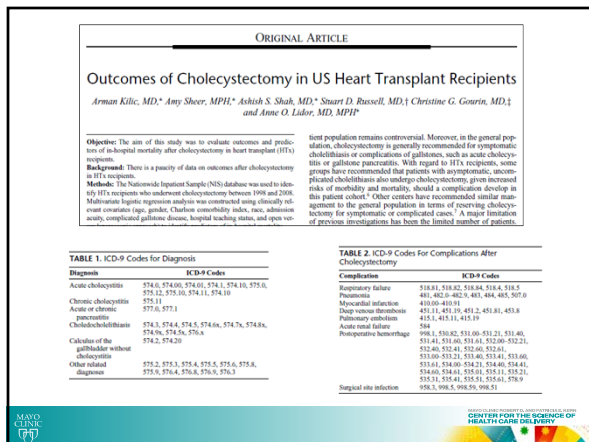 ORIGINAL ARTICLE
Outcomes of Cholecystectomy in US Heart Transplant Recipients
Arman Kilic, MD,* Amy Sheer, MPH,* Ashish S. Shah, MD,* Stuart D. Russell, MD,† Christine G. Gourin, MD,‡
and Anne O. Lidor, MD, MPH*
Objective: The aim of this study was to evaluate outcomes and predic-
tors of in-hospital mortality after cholecystectomy in heart transplant (HTx)
recipients.
Background: There is a paucity of data on outcomes after cholecystectomy
in HTx recipients.
Methods: The Nationwide Inpatient Sample (NIS) database was used to iden-
tify HTx recipients who underwent cholecystectomy between 1998 and 2008.
Multivariate logistic regression analysis was constructed using clinically rel-
evant covariates (age, gender, Charlson comorbidity index, race, admission
acuity, complicated gallstone disease, hospital teaching status, and open ver-
tient population remains controversial. Moreover, in the general pop-
ulation, cholecystectomy is generally recommended for symptomatic
cholelithiasis or complications of gallstones, such as acute cholecys-
titis or gallstone pancreatitis. With regard to HTx recipients, some
groups have recommended that patients with asymptomatic, uncom-
plicated cholelithiasis also undergo cholecystectomy, given increased
risks of morbidity and mortality, should a complication develop in
this patient cohort.6 Other centers have recommended similar man-
agement to the general population in terms of reserving cholecys-
tectomy for symptomatic or complicated cases.7 A major limitation
of previous investigations has been the limited number of patients.
TABLE 1. ICD-9 Codes for Diagnosis
Diagnosis ICD-9 Codes
Acute cholecystitis 574.0, 574.00, 574.01, 574.1, 574.10, 575.0,
575.12, 575.10, 574.11, 574.10
Chronic cholecystitis 575.11
Acute or chronic 577.0, 577.1
pancreatitis
Choledocholelithiasis 574.3, 574.4, 574.5, 574.6x, 574.7x, 574.8x,
574.9x, 574.5x, 576.x
Calculus of the 574.2, 574.20
gallbladder without
cholecystitis
Other related 575.2, 575.3, 575.4, 575.5, 575.6, 575.8,
diagnoses 575.9, 576.4, 576.8, 576.9, 576.3
TABLE 2. ICD-9 Codes For Complications After
Cholecystectomy
Complication ICD-9 Codes
Respiratory failure 518.81, 518.82, 518.84, 518.4, 518.5
Pneumonia 481, 482.0–482.9, 483, 484, 485, 507.0
Myocardial infarction 410.00–410.91
Deep venous thrombosis 451.11, 451.19, 451.2, 451.81, 453.8
Pulmonary embolism 415.1, 415.11, 415.19
Acute renal failure 584
Postoperative hemorrhage 998.1, 530.82, 531.00–531.21, 531.40,
531.41, 531.60, 531.61, 532.00–532.21,
532.40, 532.41, 532.60, 532.61,
533.00–533.21, 533.40, 533.41, 533.60,
533.61, 534.00–534.21, 534.40, 534.41,
534.60, 534.61, 535.01, 535.11, 535.21,
535.31, 535.41, 535.51, 535.61, 578.9
Surgical site infection 958.3, 998.5, 998.59, 998.51
MAYO
CLINIC
MAYO CLINIC ROBERT D. AND PATRICIA E. KERN
CENTER FOR THE SCIENCE OF
HEALTH CARE DELIVERY